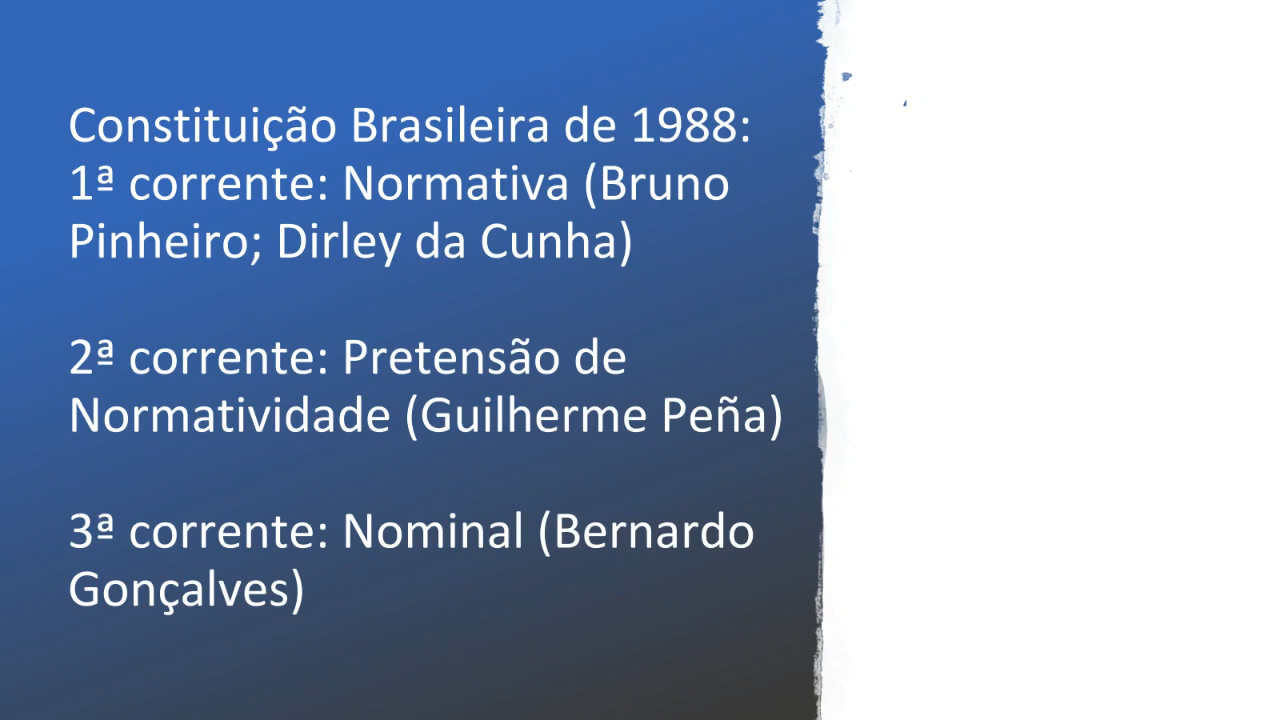 Constituição Brasileira de 1988:
1ª corrente: Normativa (Bruno
Pinheiro; Dirley da Cunha)
2ª corrente: Pretensão de
Normatividade (Guilherme Peña)
3ª corrente: Nominal (Bernardo
Gonçalves)